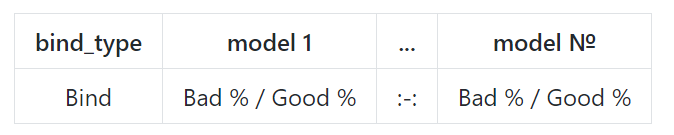 bind_type model 1 ... model №
Bind Bad % / Good % :-: Bad % / Good %